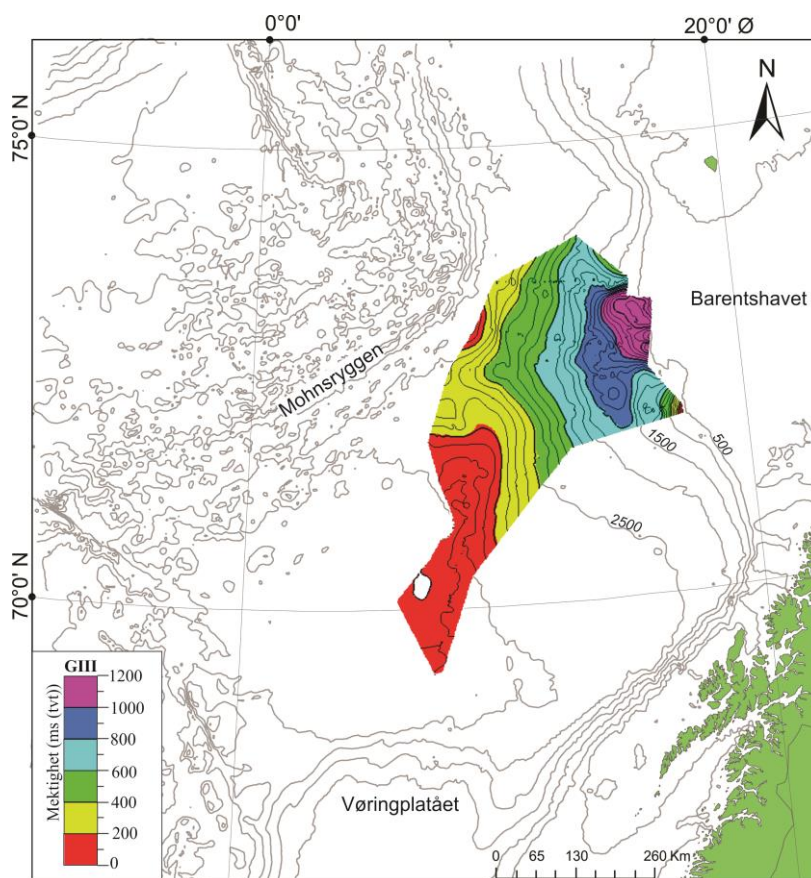 0°0'
20°0' Ø
N
75°0' N
Barentshavet
Mohnsryggen
500
1500
2500
70°0' N
GIII
Mektighet (ms (tvt))
1200
1000
800
600
400
200
0
Vøringplatået
0 65 130 260 Km